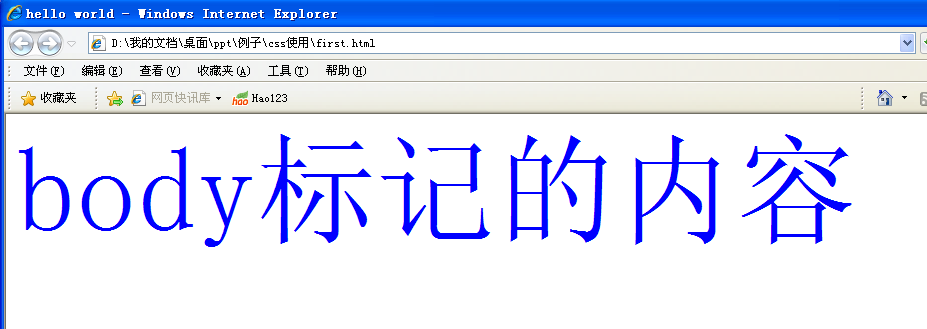 hello world - Windows Internet Explorer
D:\我的文档\桌面\ppt\例子\css使用\first.html
文件(F) 编辑(E) 查看(V) 收藏夹(A) 工具(T) 帮助(H)
收藏夹 网页快讯库 hao Hao123
body标记的内容